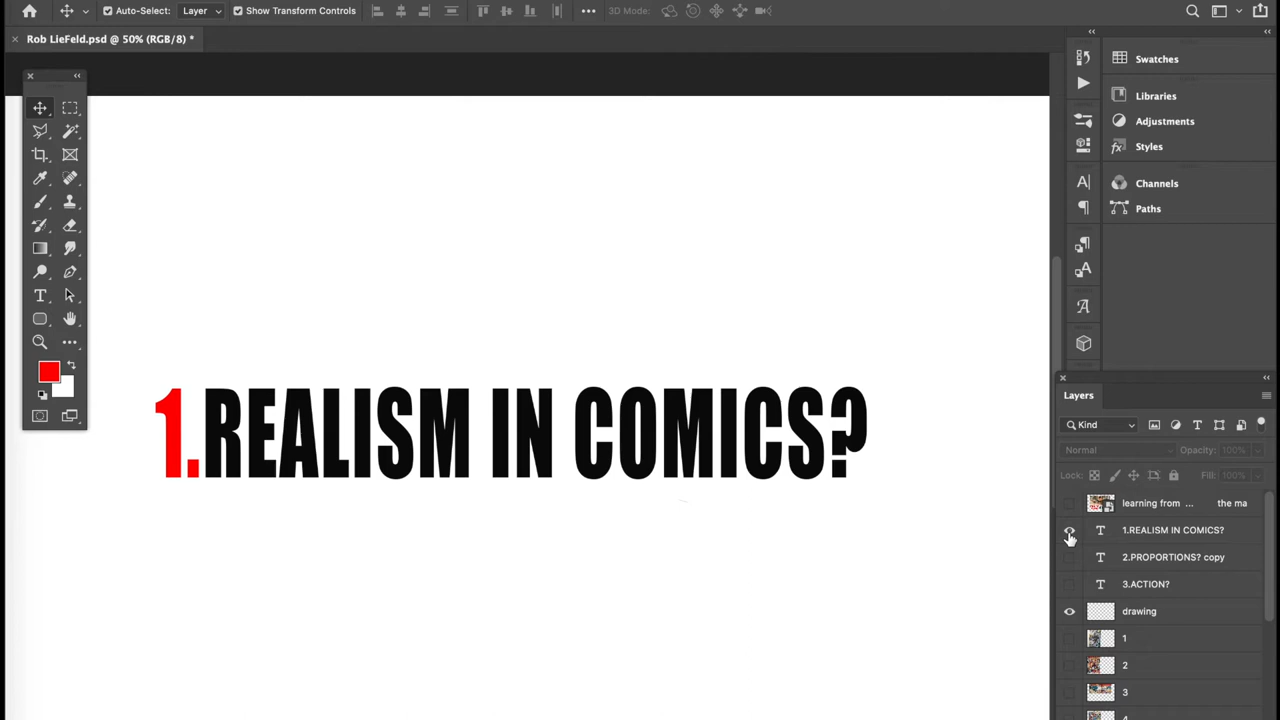 Auto-Select:
Layer
Show Transform Controls
3D Mode:
Rob LieFeld.psd @ 50% (RGB/8) *
Swatches
Libraries
Adjustments
Styles
Channels
Paths
1.REALISM IN COMICS?
Layers
Kind
Normal
Opacity: 100%
Lock:
Fill: 100%
learning from ... the ma
1.REALISM IN COMICS?
2.PROPORTIONS? copy
3.ACTION?
drawing
1
2
3